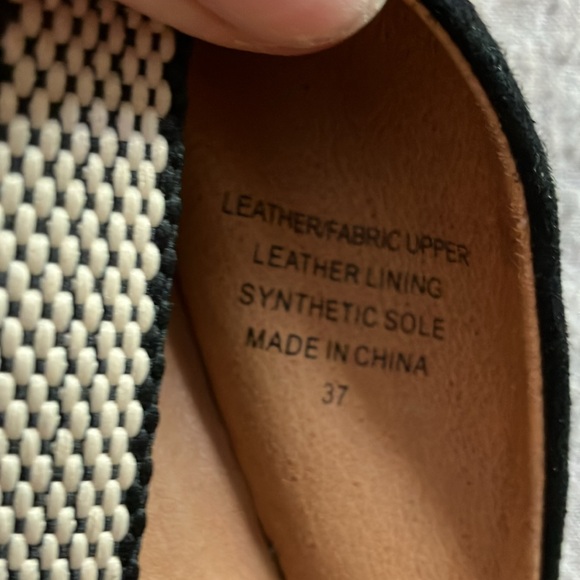 LEATHER/FABRIC UPPER
LEATHER LINING
SYNTHETIC SOLE
MADE IN CHINA
37